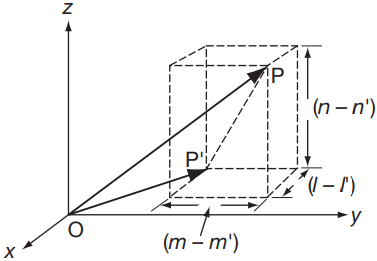 z
P
(n – n')
P'
(l – l')
O
y
x
(m – m')